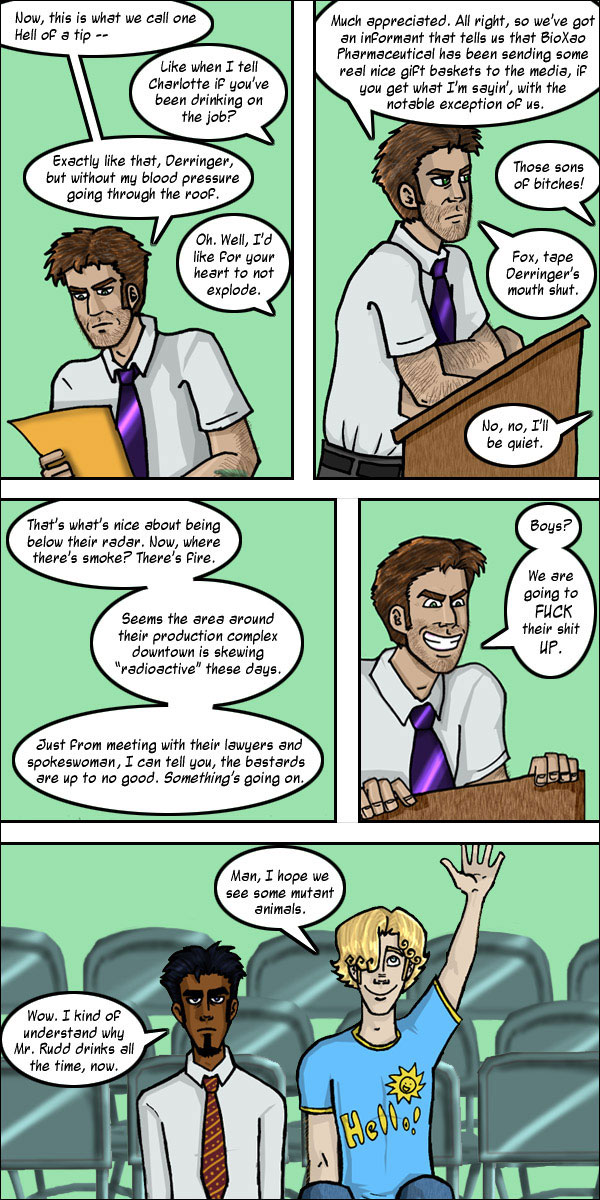 Now, this is what we call one
Hell of a tip --
Like when I tell
Charlotte if you've
been drinking on
the job?
Exactly like that, Derringer,
but without my blood pressure
going through the roof.
Oh. Well, I'd
like for your
heart to not
explode.
Much appreciated. All right, so we've got
an informant that tells us that BioXao
Pharmaceutical has been sending some
real nice gift baskets to the media, if
you get what I'm sayin', with the
notable exception of us.
Those sons
of bitches!
Fox, tape
Derringer's
mouth shut.
No, no, I'll
be quiet.
That's what's nice about being
below their radar. Now, where
there's smoke? There's fire.
Seems the area around
their production complex
downtown is skewing
"radioactive" these days.
Just from meeting with their lawyers and
spokeswoman, I can tell you, the bastards
are up to no good. Something's going on.
Boys?
We are
going to
FUCK
their shit
UP.
Man, I hope we
see some mutant
animals.
Wow. I kind of
understand why
Mr. Rudd drinks all
the time, now.
Hello!